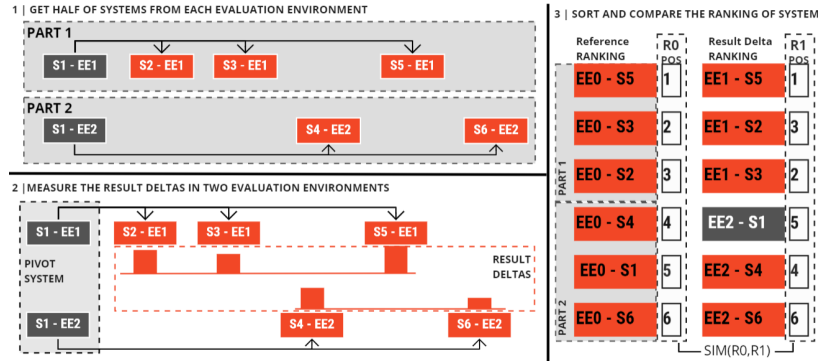 1 | GET HALF OF SYSTEMS FROM EACH EVALUATION ENVIRONMENT
PART 1
S1 - EE1 S2 - EE1 S3 - EE1 S5 - EE1
PART 2
S1 - EE2 S4 - EE2 S6 - EE2
2 |MEASURE THE RESULT DELTAS IN TWO EVALUATION ENVIRONMENTS
S1 - EE1 S2 - EE1 S3 - EE1 S5 - EE1
PIVOT
SYSTEM
RESULT
DELTAS
S1 - EE2 S4 - EE2 S6 - EE2
3 | SORT AND COMPARE THE RANKING OF SYSTEM
Reference
RANKING
R0
POS
Result Delta
RANKING
R1
POS
PART 1
EE0 - S5 1 EE1 - S5 1
EE0 - S3 2 EE1 - S2 3
EE0 - S2 3 EE1 - S3 2
PART 2
EE0 - S4 4 EE2 - S1 5
EE0 - S1 5 EE2 - S4 4
EE0 - S6 6 EE2 - S6 6
SIM(R0,R1)